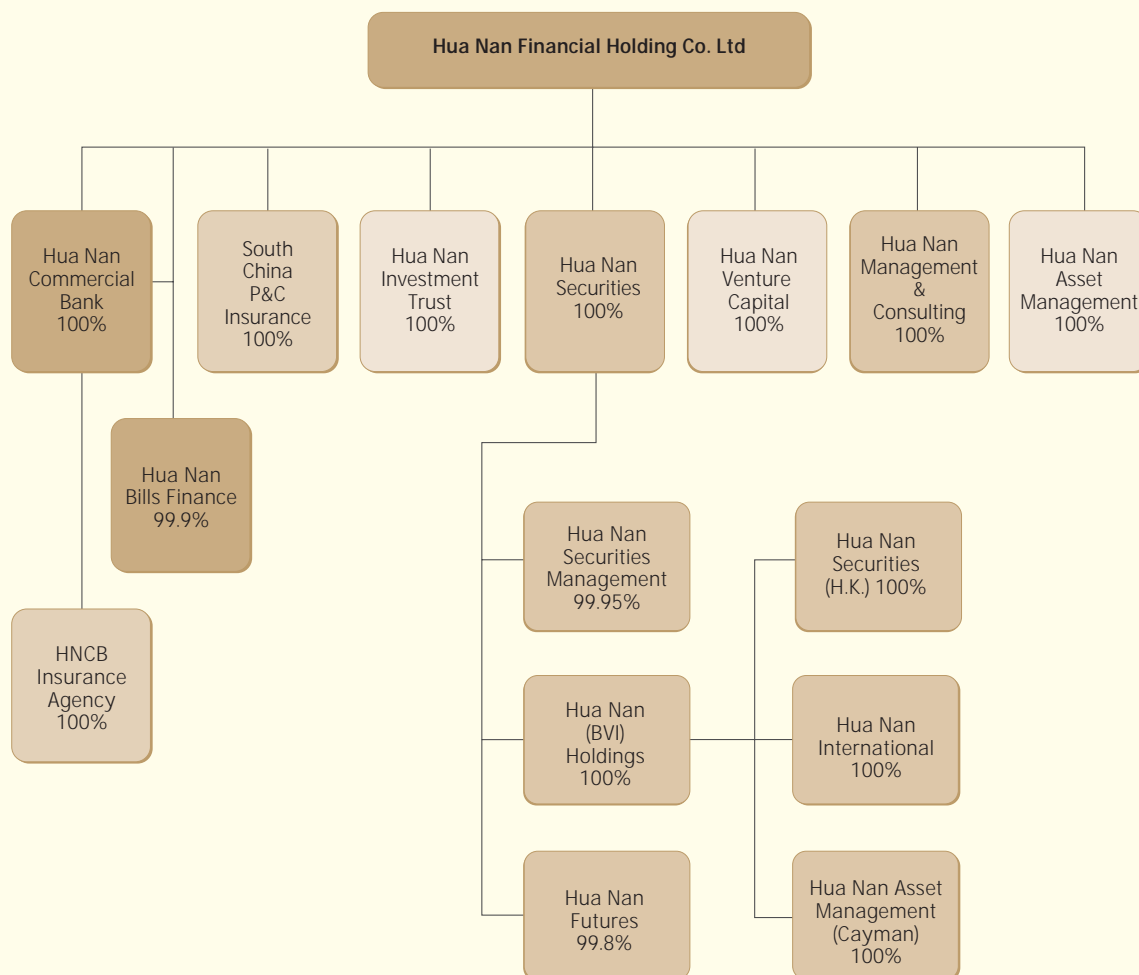 Hua Nan Financial Holding Co. Ltd
Hua Nan
Commercial
Bank
100%
South
China
P&C
Insurance
100%
Hua Nan
Investment
Trust
100%
Hua Nan
Securities
100%
Hua Nan
Venture
Capital
100%
Hua Nan
Management
&
Consulting
100%
Hua Nan
Asset
Management
100%
Hua Nan
Bills Finance
99.9%
HNCB
Insurance
Agency
100%
Hua Nan
Securities
Management
99.95%
Hua Nan
Securities
(H.K.) 100%
Hua Nan
(BVI)
Holdings
100%
Hua Nan
International
100%
Hua Nan
Futures
99.8%
Hua Nan Asset
Management
(Cayman)
100%